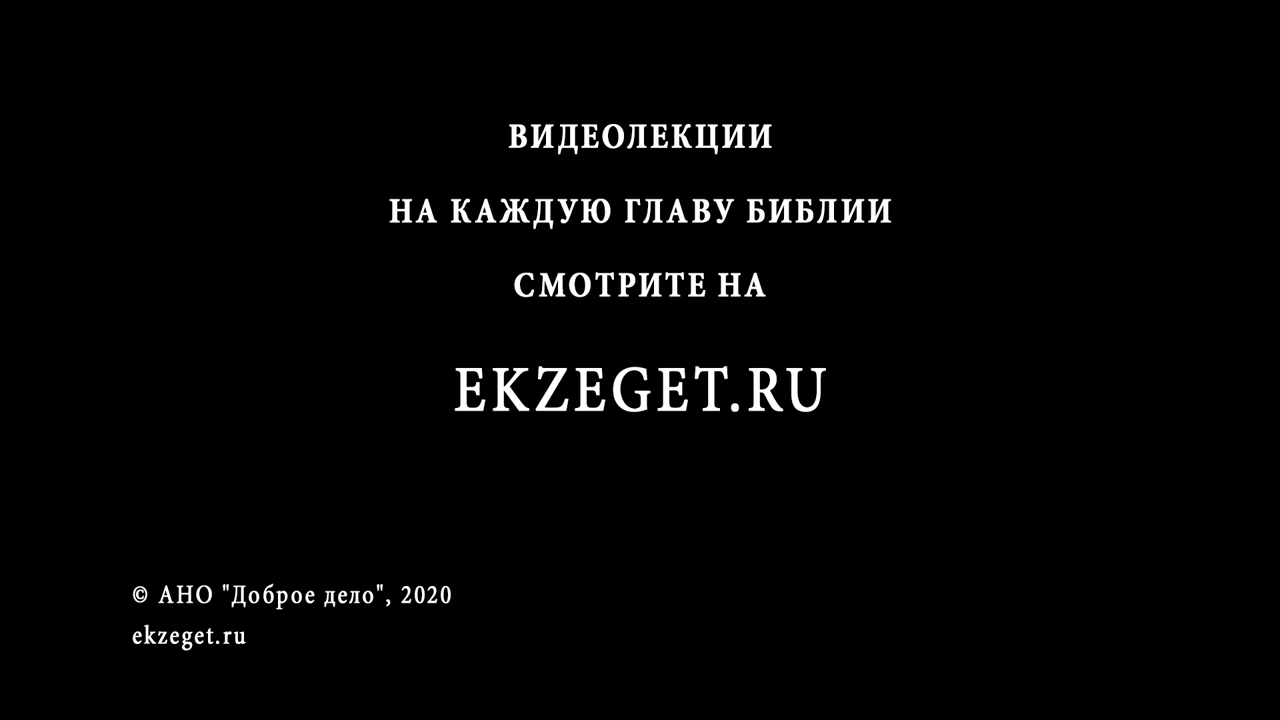 ВИДЕОЛЕКЦИИ
НА КАЖДУЮ ГЛАВУ БИБЛИИ
СМОТРИТЕ НА
EKZEGET.RU
© АНО "Доброе дело", 2020
ekzeget.ru